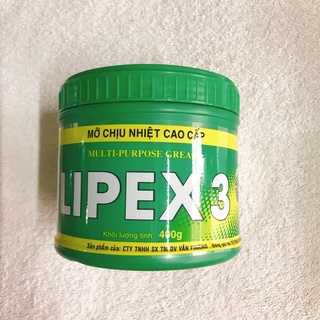 MỠ CHỊU NHIỆT CAO CẤP
MULTI-PURPOSE GREASE
LIPEX 3
Khối lượng tịnh: 400g
Sản phẩm của: CTY TNHH SX TM DV VĂN